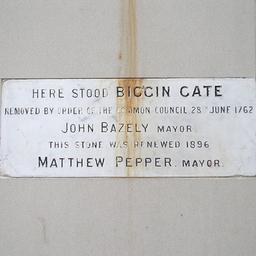 HERE STOOD BIGGIN GATE
REMOVED BY ORDER OF THE COMMON COUNCIL 28TH JUNE 1762
JOHN BAZELY MAYOR.
THIS STONE WAS RENEWED 1896
MATTHEW PEPPER. MAYOR.